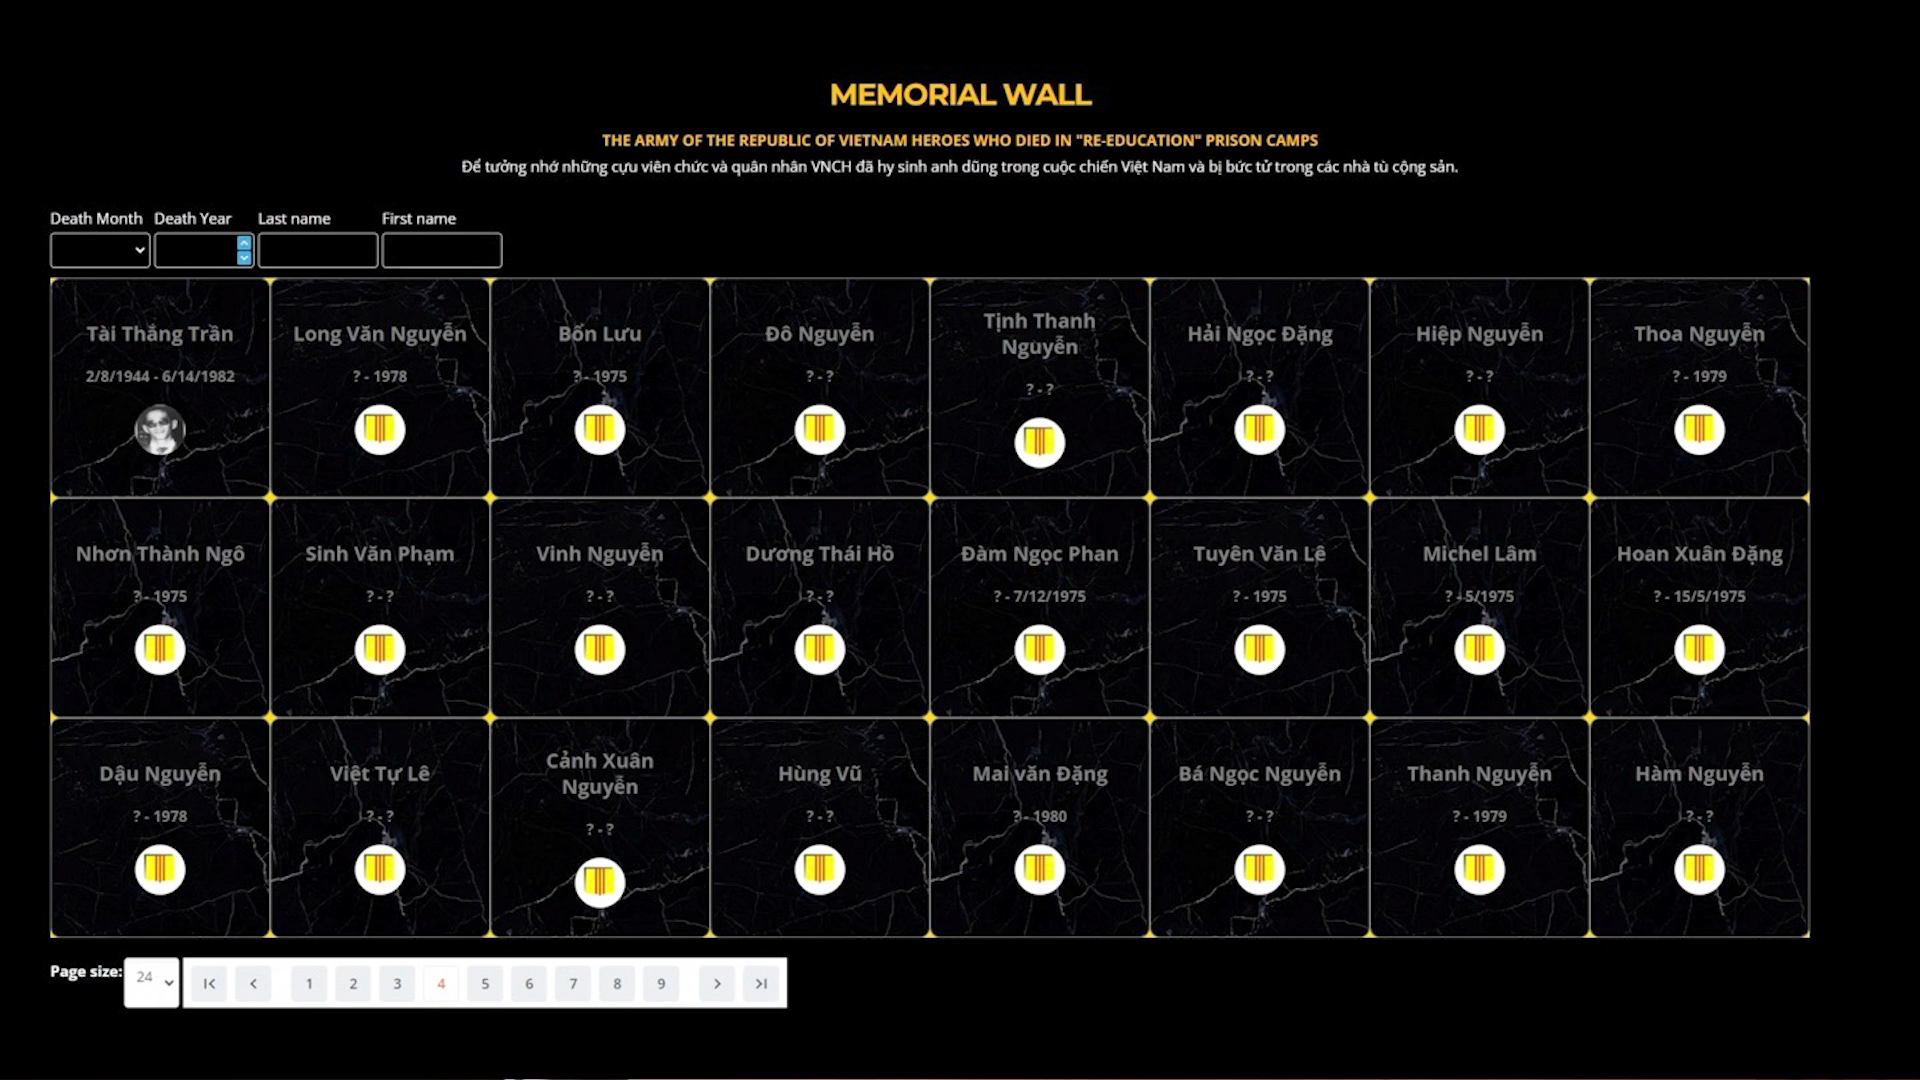 MEMORIAL WALL
THE ARMY OF THE REPUBLIC OF VIETNAM HEROES WHO DIED IN "RE-EDUCATION" PRISON CAMPS
Để tưởng nhớ những cựu viên chức và quân nhân VNCH đã hy sinh anh dũng trong cuộc chiến Việt Nam và bị bức tử trong các nhà tù cộng sản.
Death Month Death Year Last name First name
Tài Thắng Trần
2/8/1944 - 6/14/1982
Long Văn Nguyễn
? - 1978
Bốn Lưu
? - 1975
Đô Nguyễn
? - ?
Tịnh Thanh
Nguyễn
? - ?
Hải Ngọc Đặng
? - ?
Hiệp Nguyễn
? - ?
Thoa Nguyễn
? - 1979
Nhơn Thành Ngô
? - 1975
Sinh Văn Phạm
? - ?
Vinh Nguyễn
? - ?
Dương Thái Hồ
? - ?
Đàm Ngọc Phan
? - 7/12/1975
Tuyên Văn Lê
? - 1975
Michel Lâm
? - 5/1975
Hoan Xuân Đặng
? - 15/5/1975
Dậu Nguyễn
? - 1978
Việt Tự Lê
? - ?
Cảnh Xuân
Nguyễn
? - ?
Hùng Vũ
? - ?
Mai văn Đặng
? - 1980
Bá Ngọc Nguyễn
? - ?
Thanh Nguyễn
? - 1979
Hàm Nguyễn
? - ?
Page size: 24 1 2 3 4 5 6 7 8 9